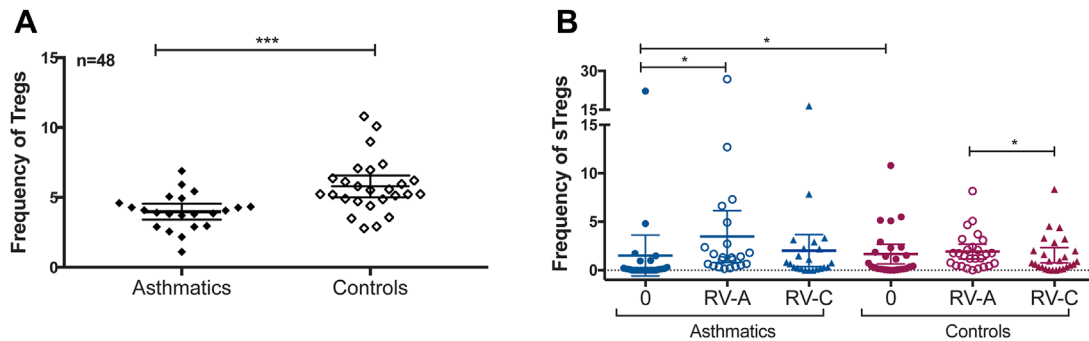 A
***
n=48
Frequency of Tregs
15
10
5
0
Asthmatics
Controls
B
*
*
*
Frequency of sTregs
30
15
15
10
5
0
0
RV-A
RV-C
0
RV-A
RV-C
Asthmatics
Controls